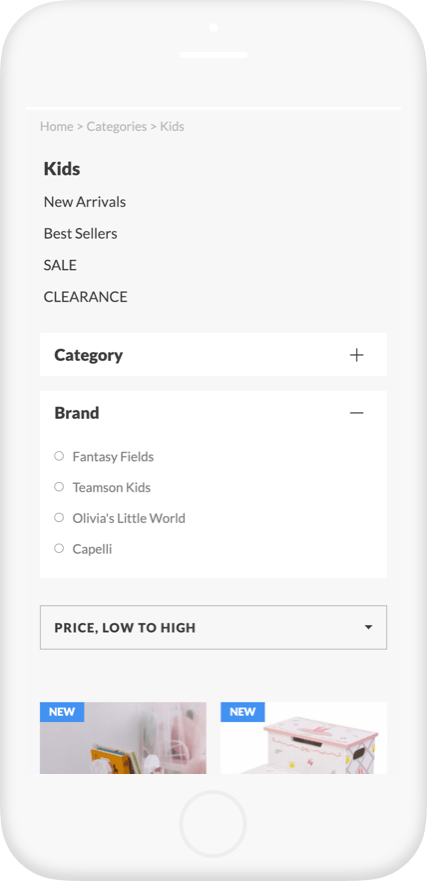 Home > Categories > Kids
Kids
New Arrivals
Best Sellers
SALE
CLEARANCE
Category
Brand
Fantasy Fields
Teamson Kids
Olivia's Little World
Capelli
PRICE, LOW TO HIGH
NEW NEW